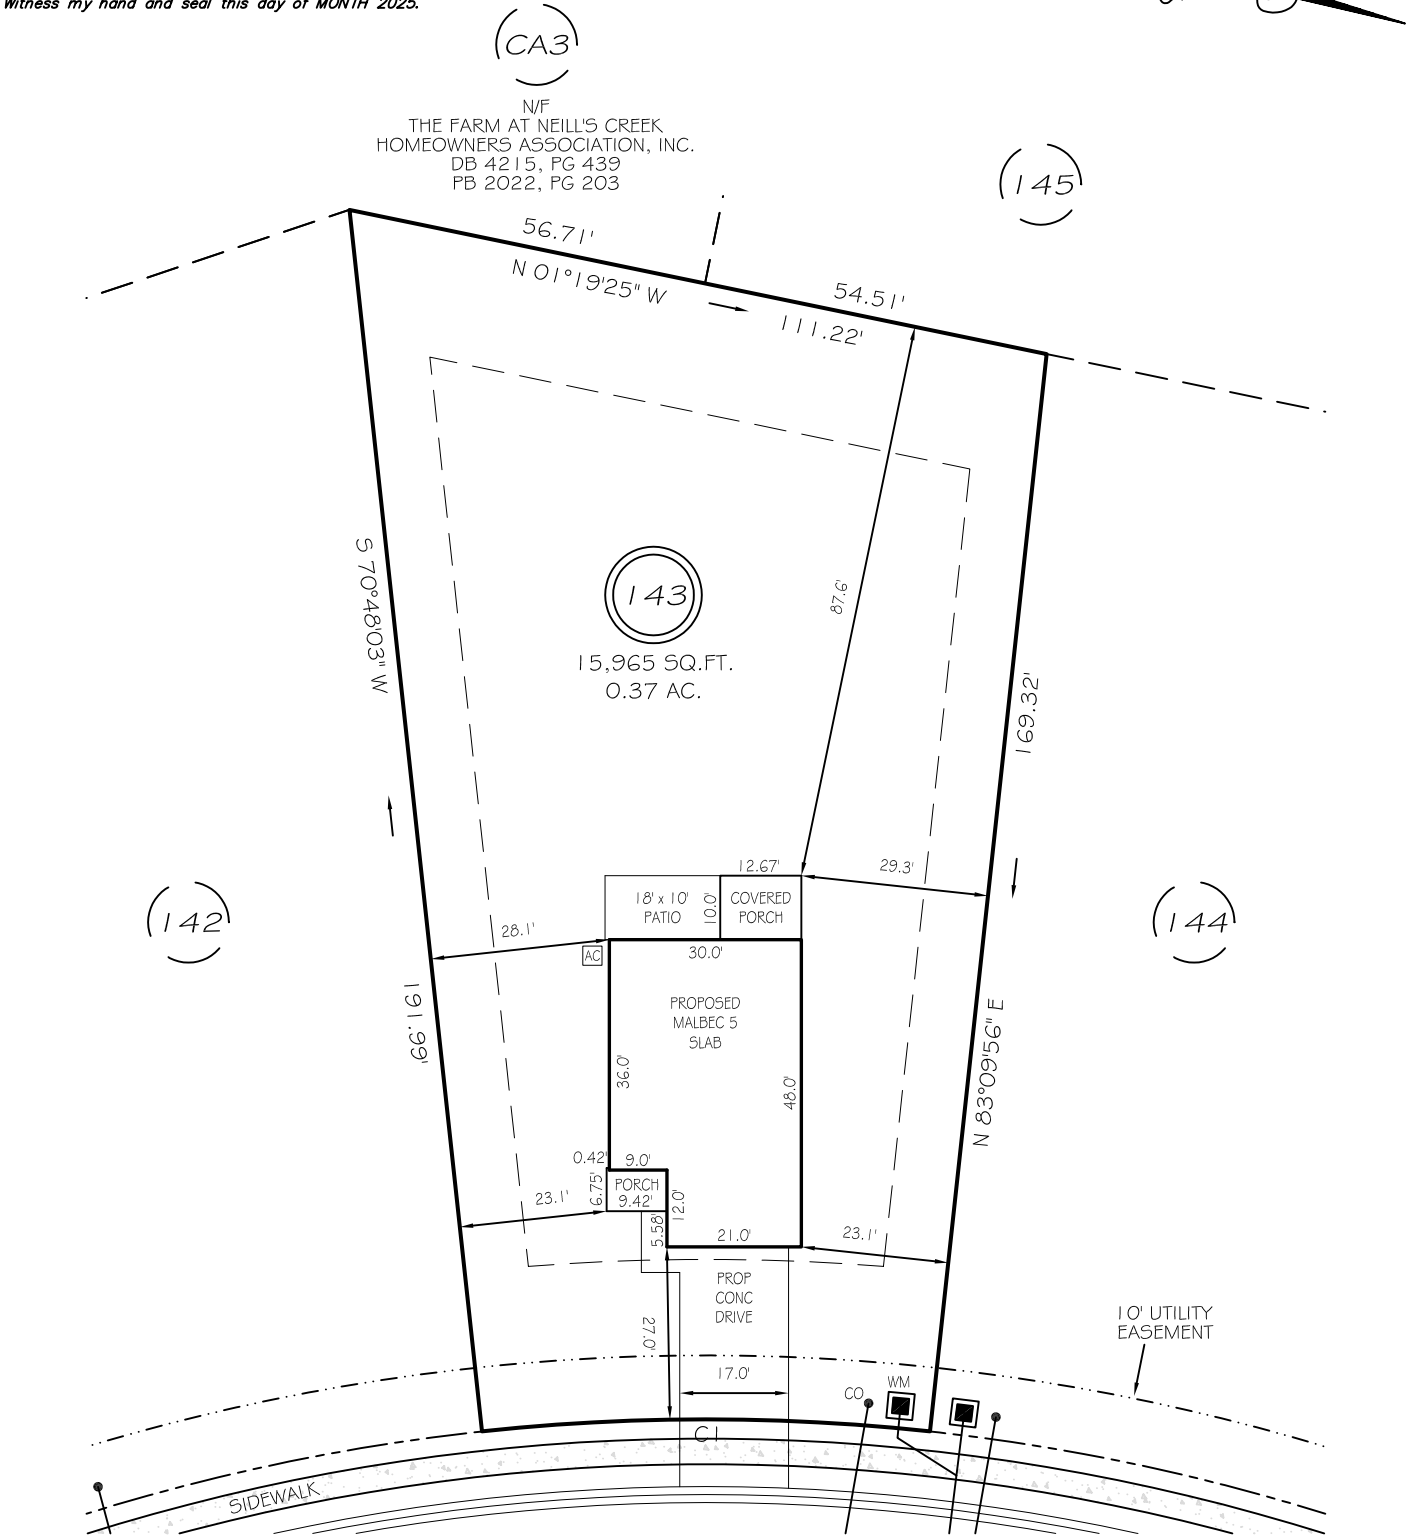 Witness my hand and seal this day of MONTH 2025.
CA3
N/F
THE FARM AT NEILL'S CREEK
HOMEOWNERS ASSOCIATION, INC.
DB 4215, PG 439
PB 2022, PG 203
145
56.71'
N 01°19'25" W
54.51'
111.22'
S 70°48'03" W
143
15,965 SQ.FT.
0.37 AC.
87.6'
169.32'
12.67'
29.3'
18' x 10'
PATIO
10.0'
COVERED
PORCH
142
144
28.1'
AC
30.0'
191.99'
PROPOSED
MALBEC 5
SLAB
36.0'
48.0'
N 83°09'56" E
0.42'
9.0'
PORCH
9.42'
6.75'
12.0'
23.1'
5.58'
21.0'
23.1'
PROP
CONC
DRIVE
27.0'
10' UTILITY
EASEMENT
17.0'
CO
WM
C1
SIDEWALK